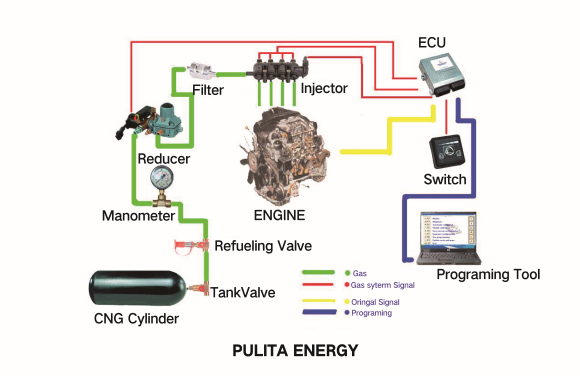 ECU
Filter
Injector
Reducer
Switch
Manometer
ENGINE
Refueling Valve
Programing Tool
TankValve
CNG Cylinder
Gas
Gas syterm Signal
Oringal Signal
Programing
PULITA ENERGY